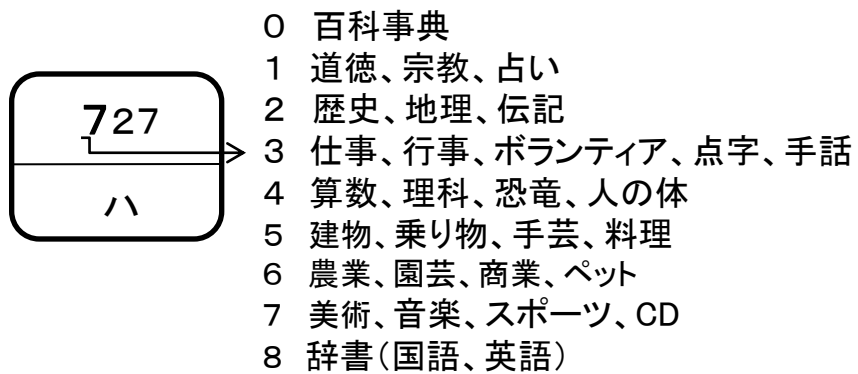 727
ハ
0 百科事典
1 道徳、宗教、占い
2 歴史、地理、伝記
3 仕事、行事、ボランティア、点字、手話
4 算数、理科、恐竜、人の体
5 建物、乗り物、手芸、料理
6 農業、園芸、商業、ペット
7 美術、音楽、スポーツ、CD
8 辞書(国語、英語)